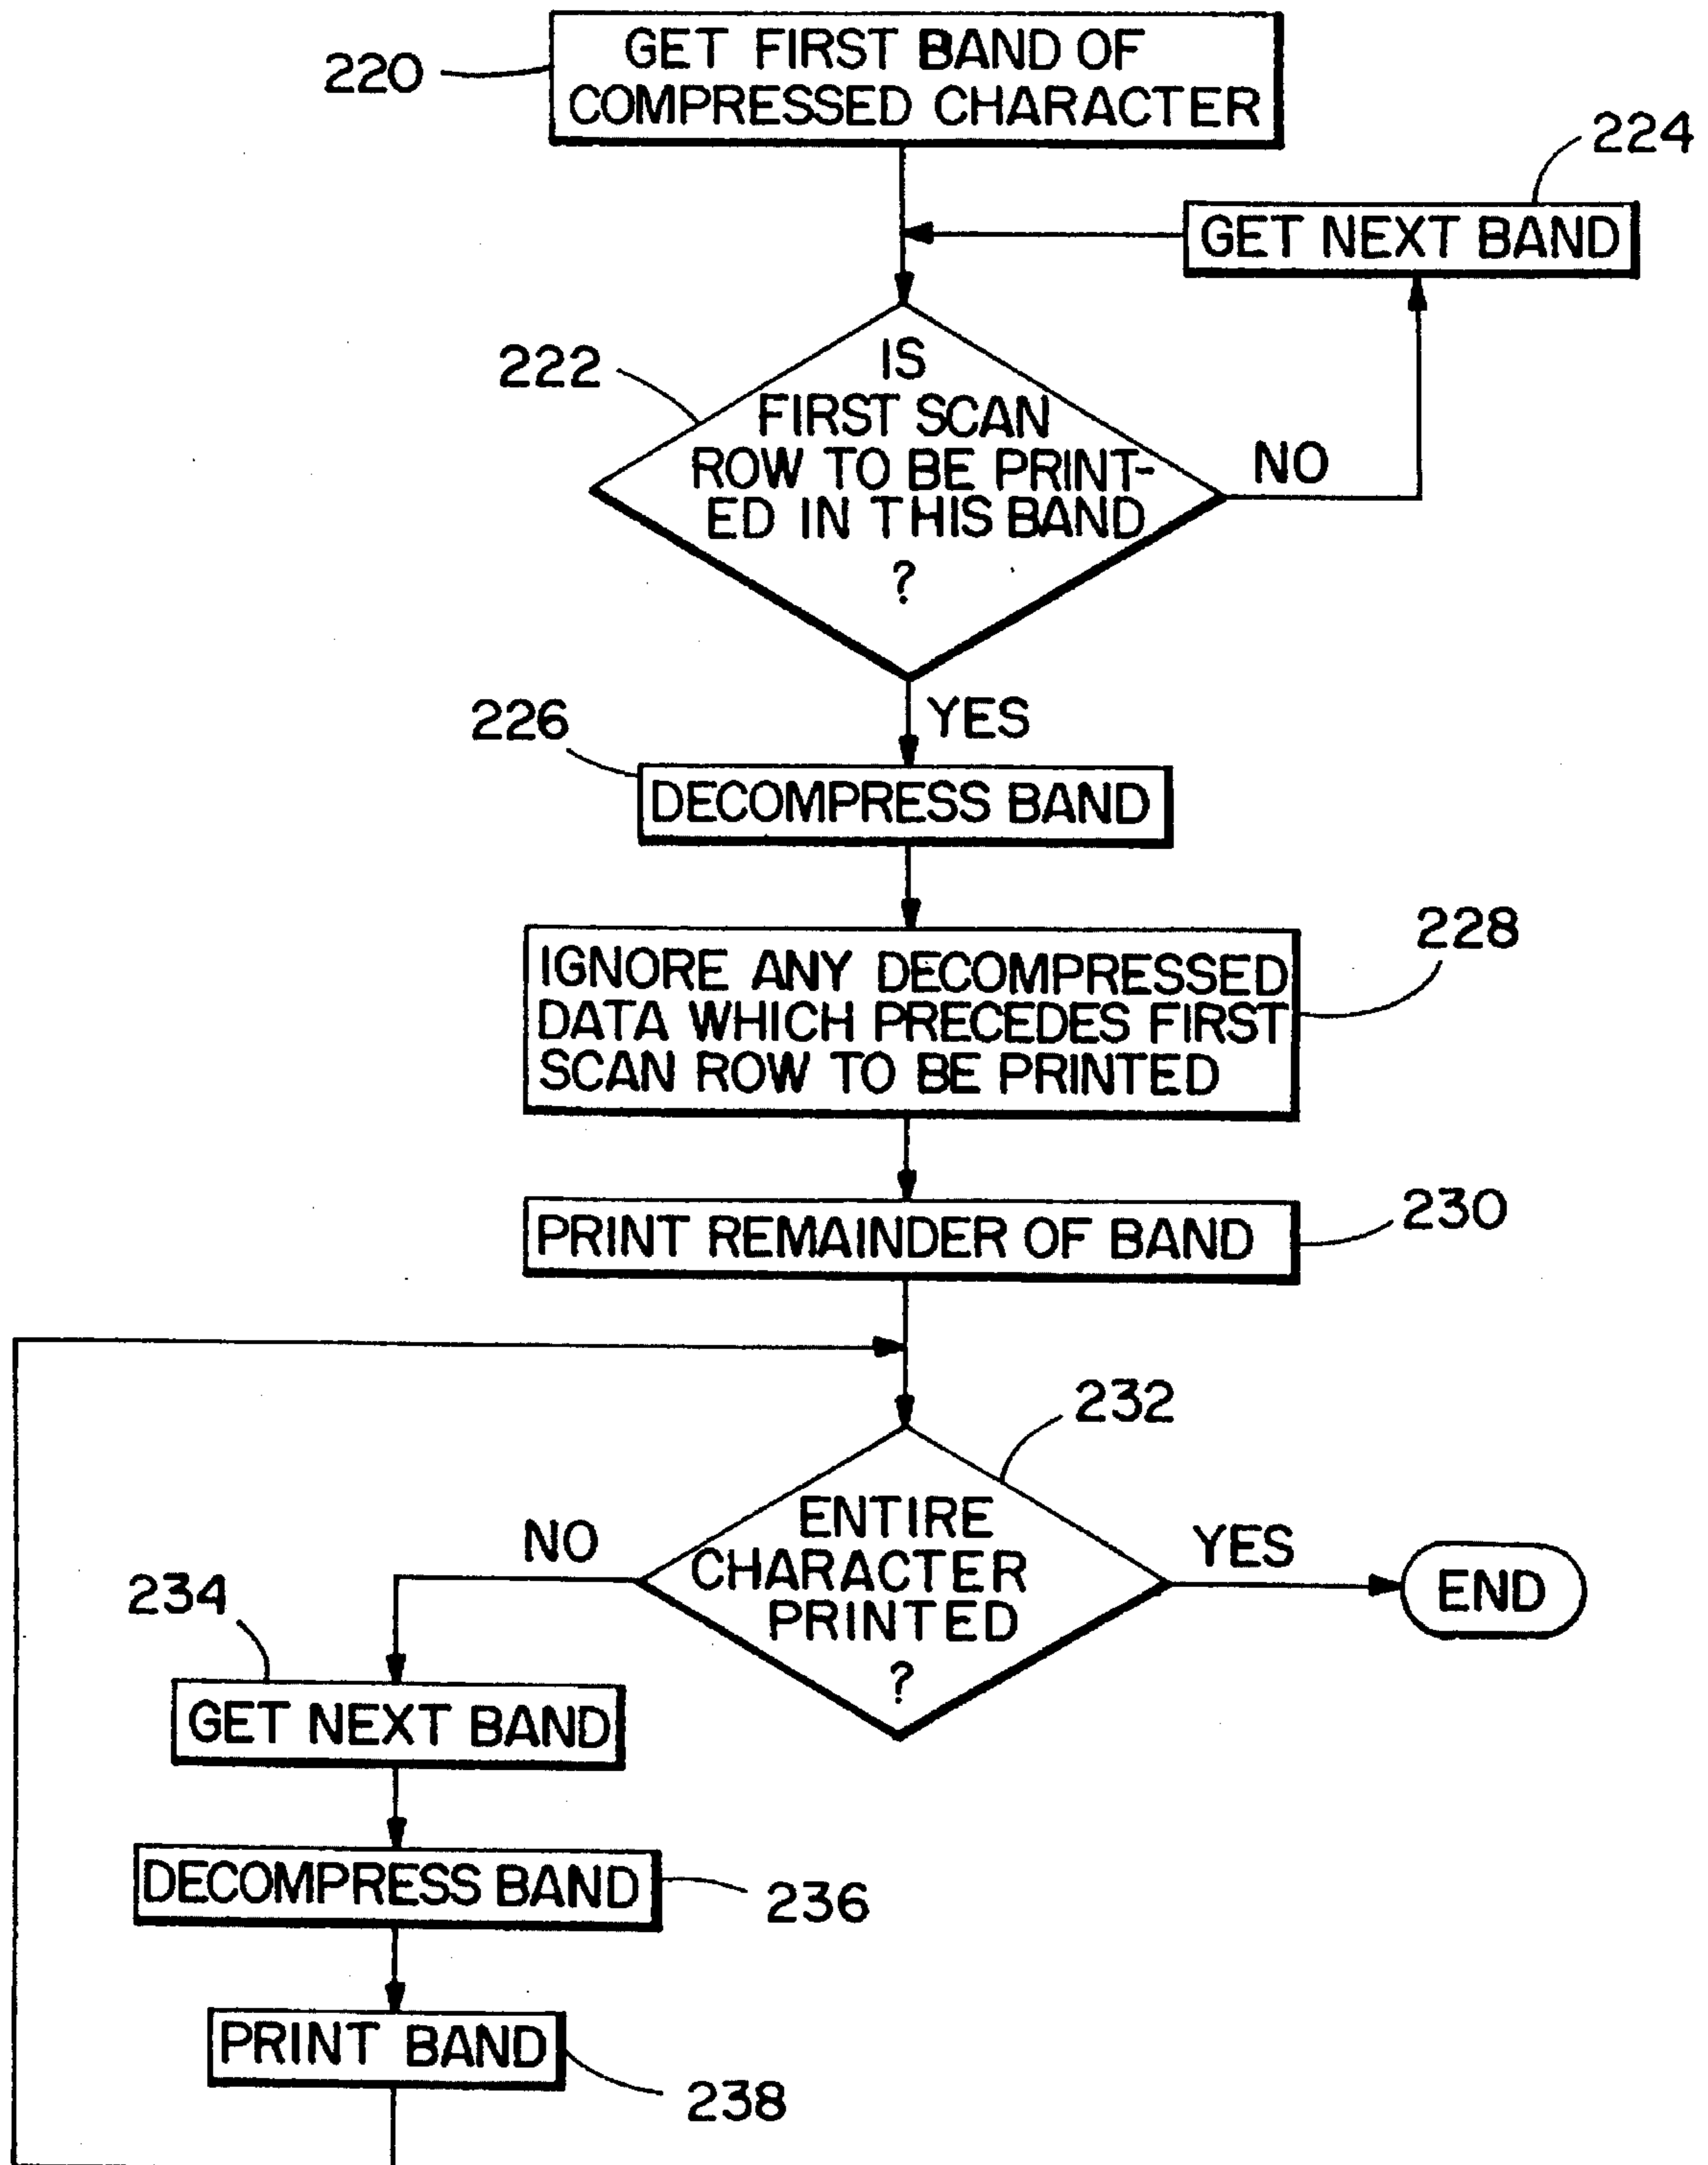 220
GET FIRST BAND OF
COMPRESSED CHARACTER
224
GET NEXT BAND
222
IS
FIRST SCAN
ROW TO BE PRINT-
ED IN THIS BAND
?
NO
YES
226
DECOMPRESS BAND
228
IGNORE ANY DECOMPRESSED
DATA WHICH PRECEDES FIRST
SCAN ROW TO BE PRINTED
230
PRINT REMAINDER OF BAND
232
ENTIRE
CHARACTER
PRINTED
?
NO
YES
END
234
GET NEXT BAND
DECOMPRESS BAND
236
PRINT BAND
238